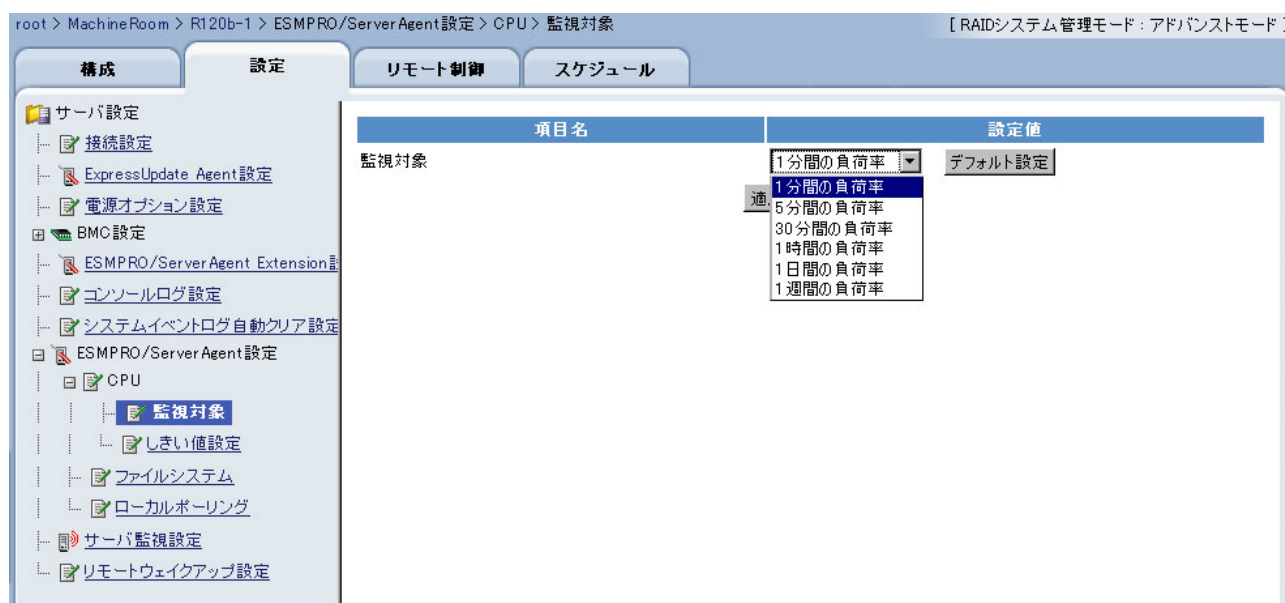 root > MachineRoom > R120b-1 > ESMPRO/ServerAgent設定 > CPU > 監視対象
[ RAIDシステム管理モード : アドバンストモード ]
構成
設定
リモート制御
スケジュール
サーバ設定
接続設定
ExpressUpdate Agent設定
電源オプション設定
BMC設定
ESMPRO/ServerAgent Extension設
コンソールログ設定
システムイベントログ自動クリア設定
ESMPRO/ServerAgent設定
CPU
監視対象
しきい値設定
ファイルシステム
ローカルポーリング
サーバ監視設定
リモートウェイクアップ設定
項目名 設定値
監視対象 1分間の負荷率 デフォルト設定
適
1分間の負荷率
5分間の負荷率
30分間の負荷率
1時間の負荷率
1日間の負荷率
1週間の負荷率